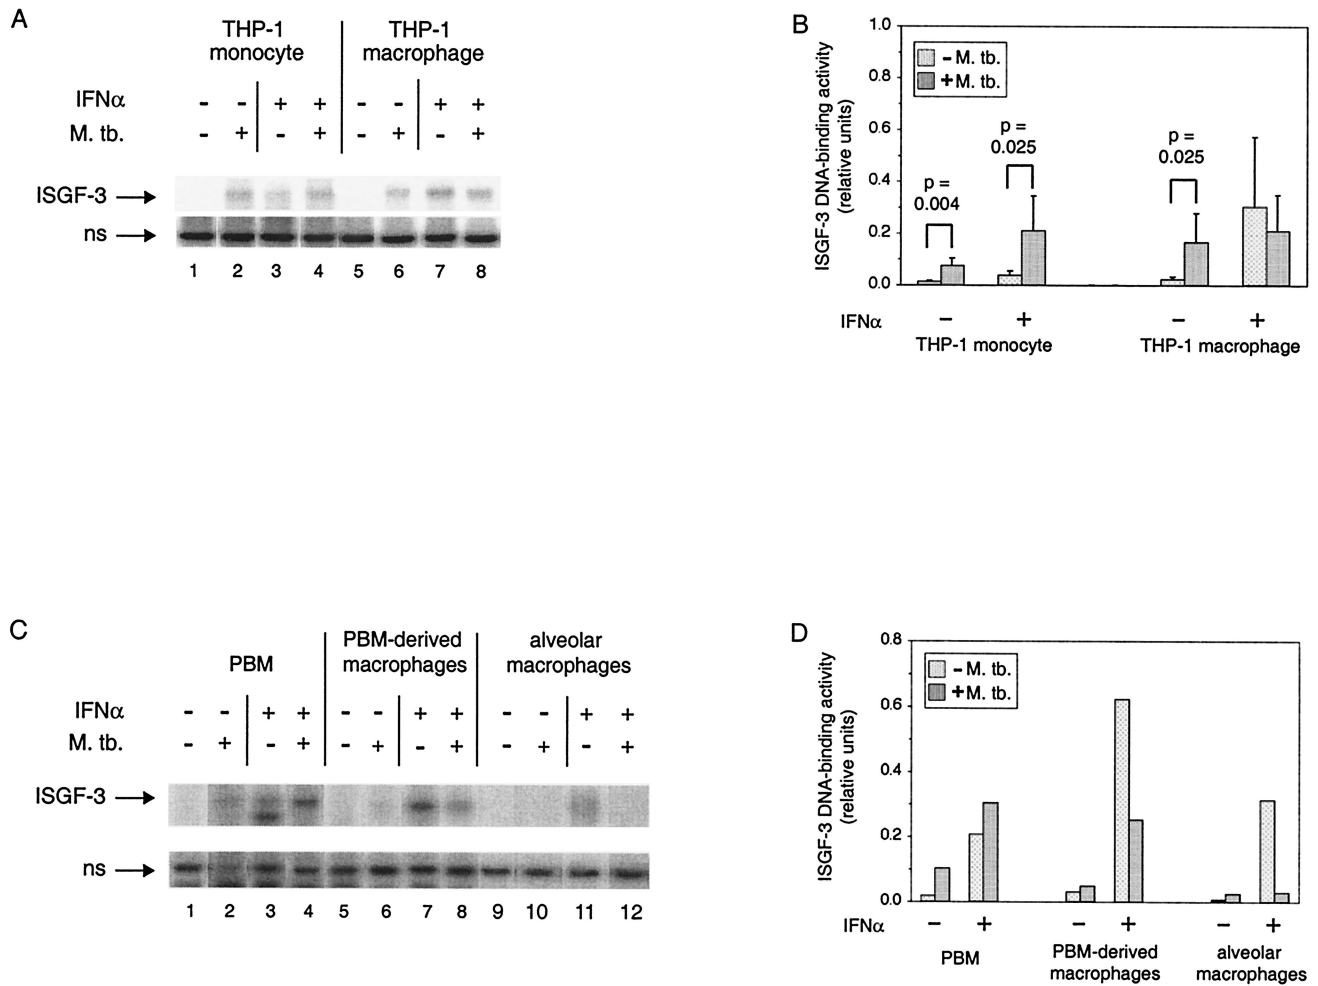 A
THP-1 monocyte
THP-1 macrophage
IFNα - - + + - - + +
M. tb. - + - + - + - +
ISGF-3
ns
1 2 3 4 5 6 7 8
B
ISGF-3 DNA-binding activity
(relative units)
1.0
0.8
0.6
0.4
0.2
0.0
- M. tb.
+ M. tb.
p = 0.004
p = 0.025
p = 0.025
IFNα - + - +
THP-1 monocyte THP-1 macrophage
C
PBM
PBM-derived macrophages
alveolar macrophages
IFNα - - + + - - + + - - + +
M. tb. - + - + - + - + - + - +
ISGF-3
ns
1 2 3 4 5 6 7 8 9 10 11 12
D
ISGF-3 DNA-binding activity
(relative units)
0.8
0.6
0.4
0.2
0.0
- M. tb.
+ M. tb.
IFNα - + - + - +
PBM
PBM-derived macrophages
alveolar macrophages